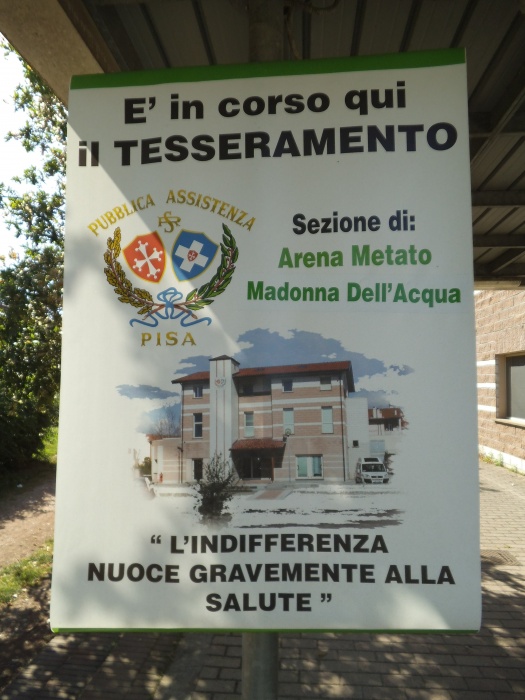 E' in corso qui
il TESSERAMENTO
PUBBLICA ASSISTENZA
PISA
Sezione di:
Arena Metato
Madonna Dell'Acqua
“ L'INDIFFERENZA
NUOCE GRAVEMENTE ALLA
SALUTE ”